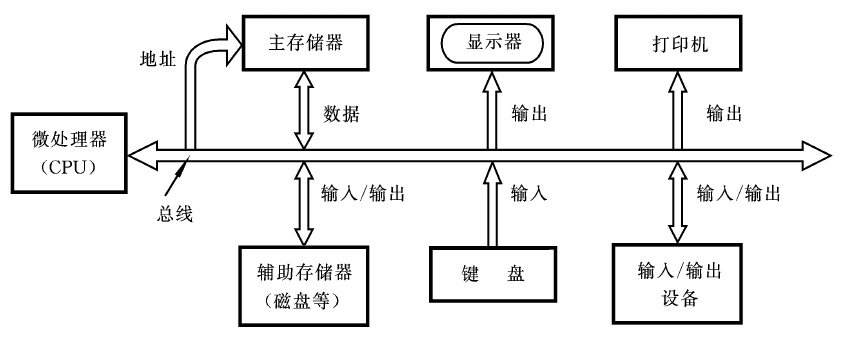 地址
主存储器
显示器
打印机
数据
输出
输出
微处理器
（CPU）
总线
输入/输出
输入
输入/输出
辅助存储器
（磁盘等）
键 盘
输入/输出
设备